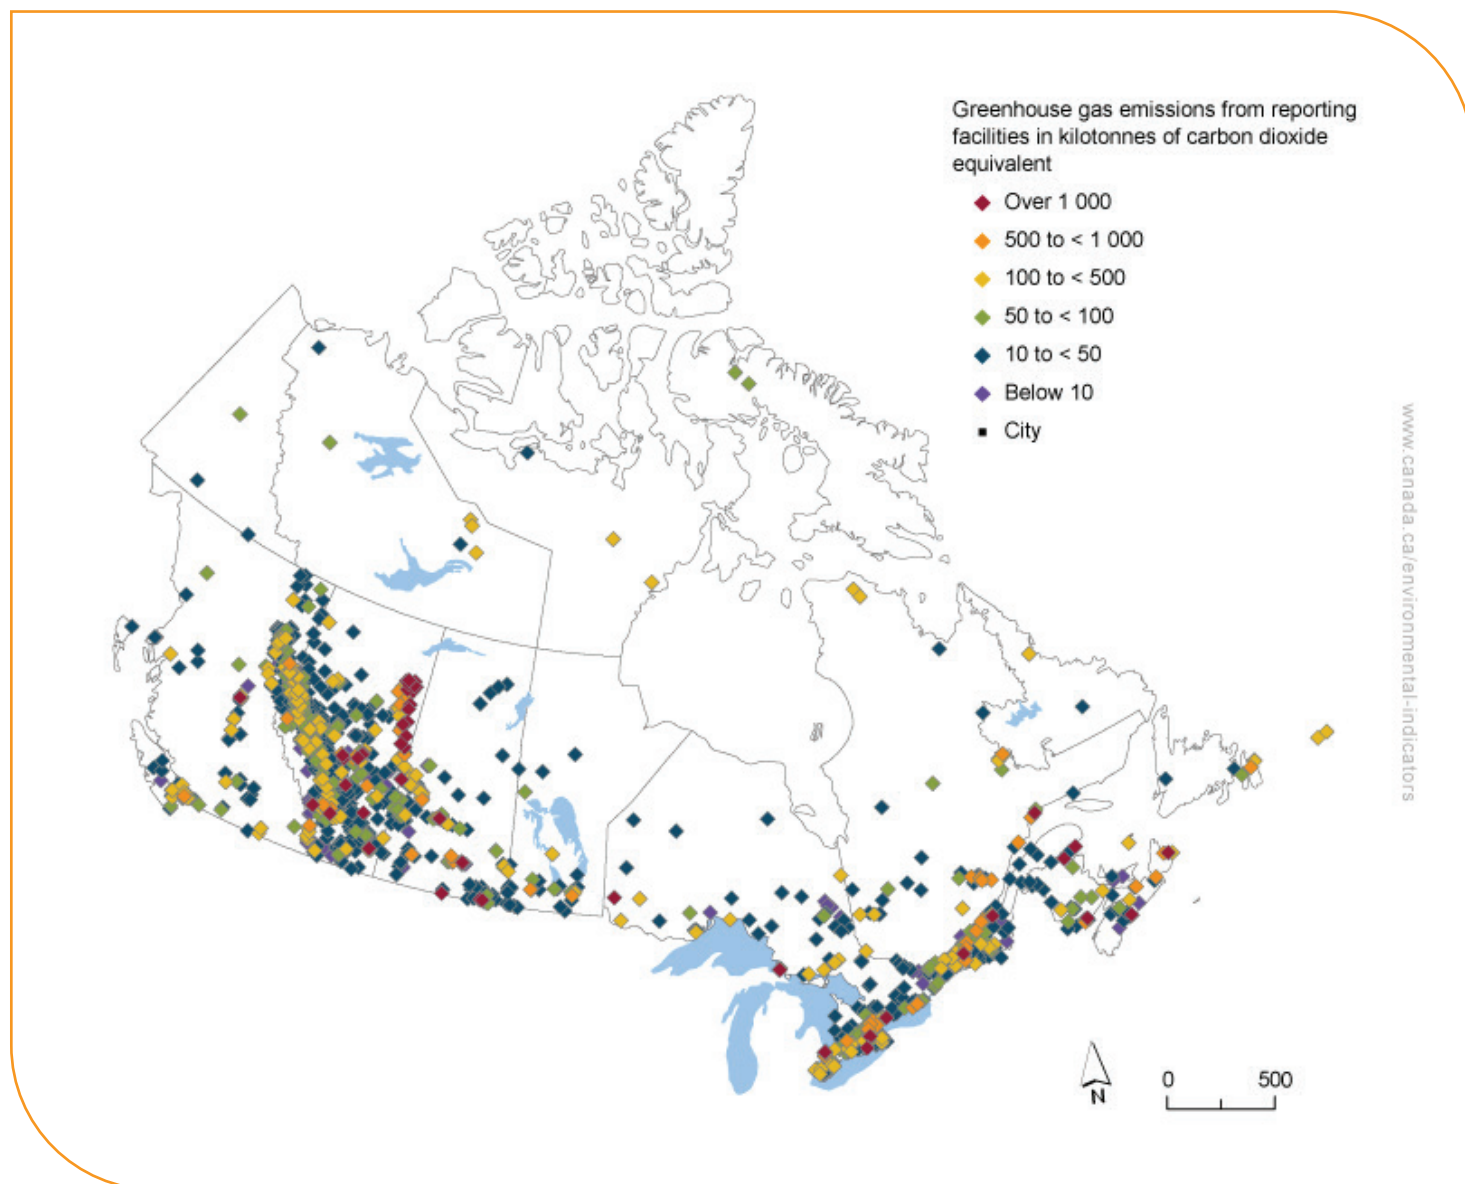 Greenhouse gas emissions from reporting
facilities in kilotonnes of carbon dioxide
equivalent
Over 1 000
500 to < 1 000
100 to < 500
50 to < 100
10 to < 50
Below 10
City
www.canada.ca/environmental-indicators
N
0 500